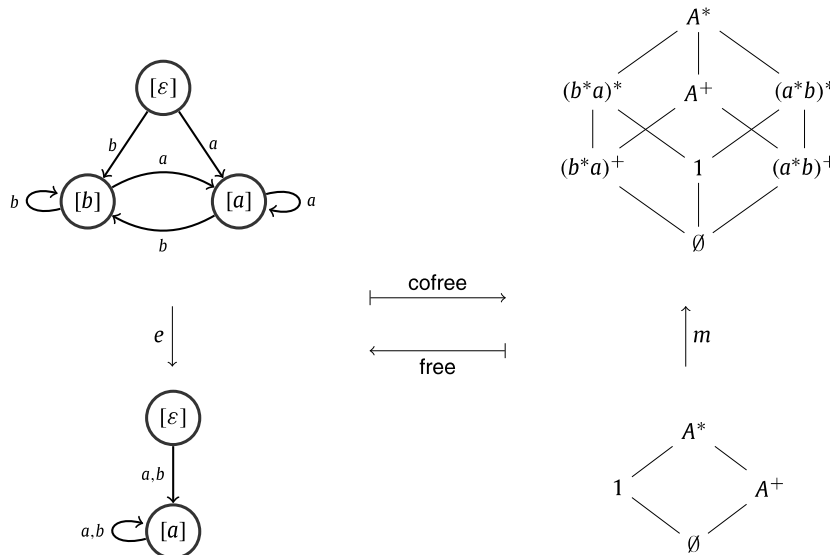 A*
[ε]
(b*a)* A⁺ (a*b)*
b a
a
(b*a)⁺ 1 (a*b)⁺
b [b] [a] a
b
∅
cofree
e m
free
[ε]
A*
a,b
1 A⁺
a,b [a]
∅